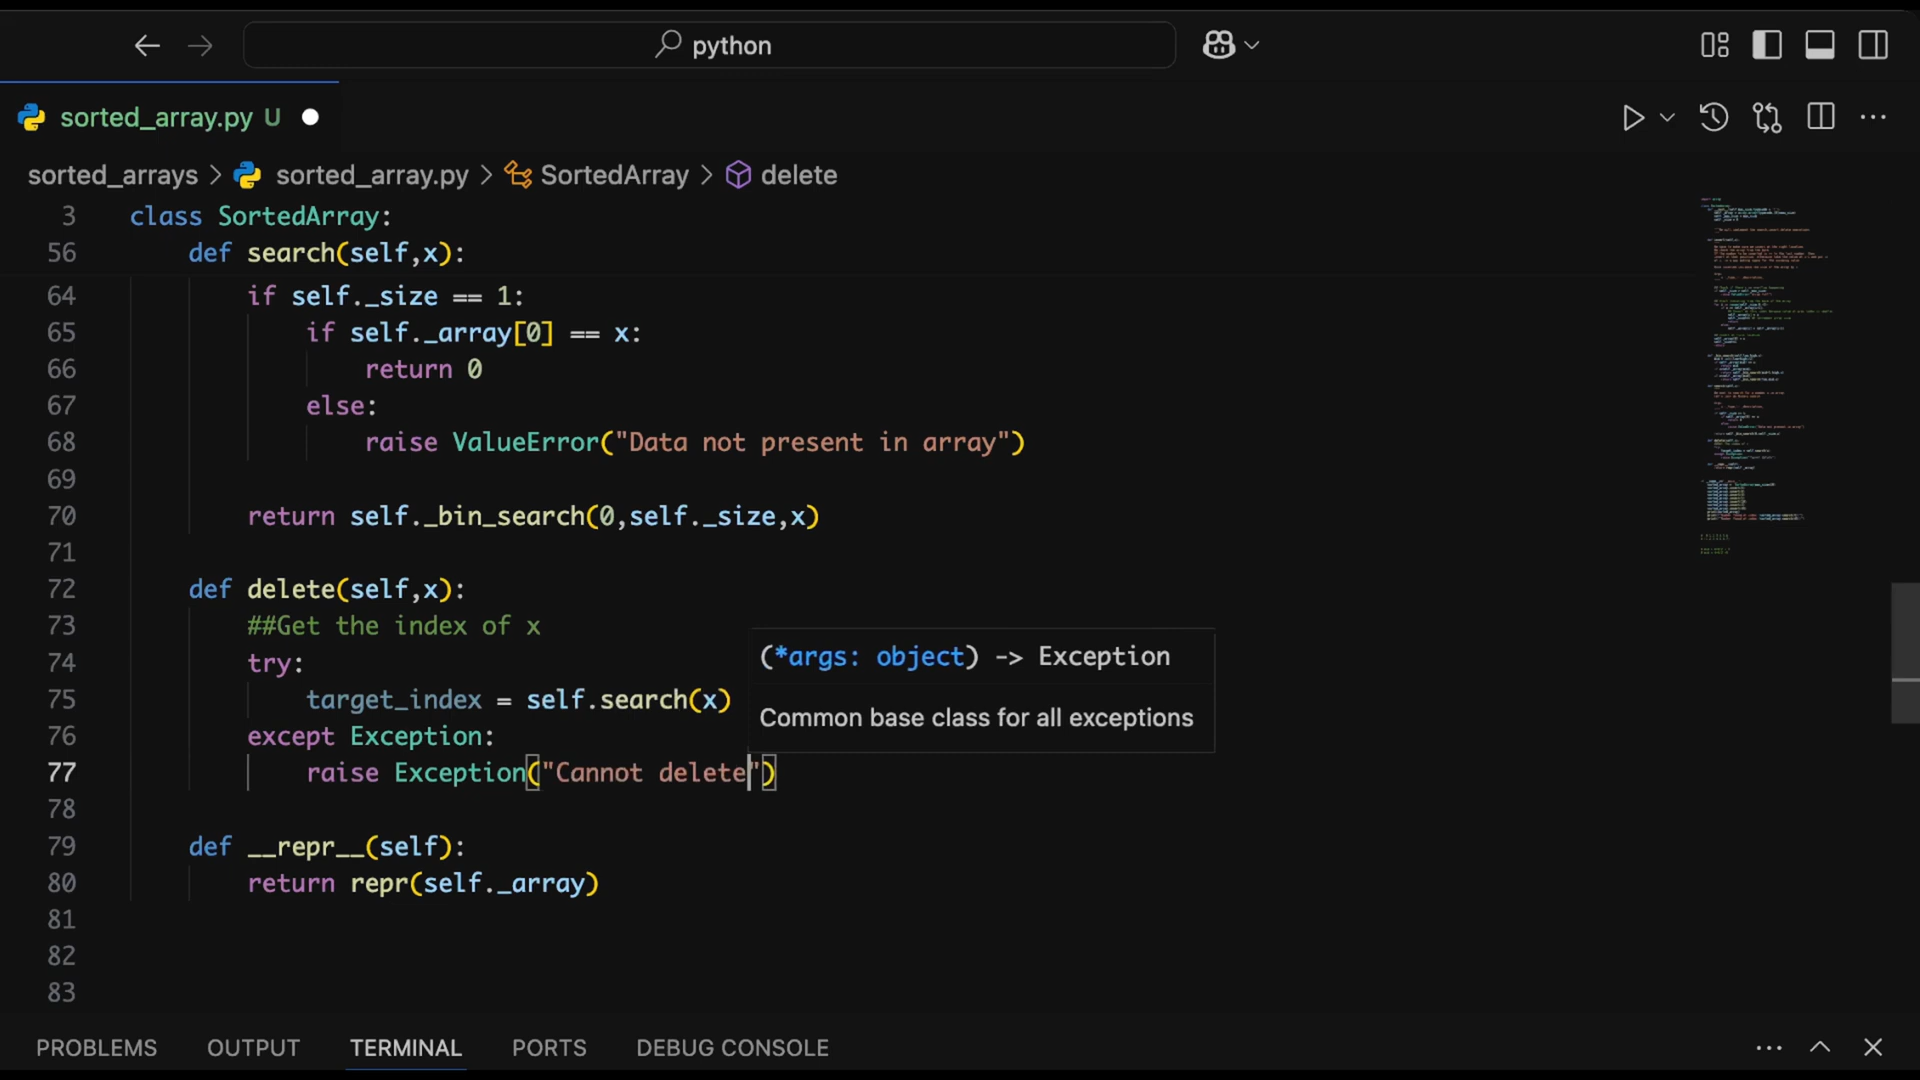 python
sorted_array.py U
sorted_arrays > sorted_array.py > SortedArray > delete
3 class SortedArray:
56 def search(self,x):
64 if self._size == 1:
65 if self._array[0] == x:
66 return 0
67 else:
68 raise ValueError("Data not present in array")
69
70 return self._bin_search(0,self._size,x)
71
72 def delete(self,x):
73 ##Get the index of x
74 try:
(*args: object) -> Exception
75 target_index = self.search(x)
Common base class for all exceptions
76 except Exception:
77 raise Exception("Cannot delete")
78
79 def __repr__(self):
80 return repr(self._array)
81
82
83
PROBLEMS OUTPUT TERMINAL PORTS DEBUG CONSOLE